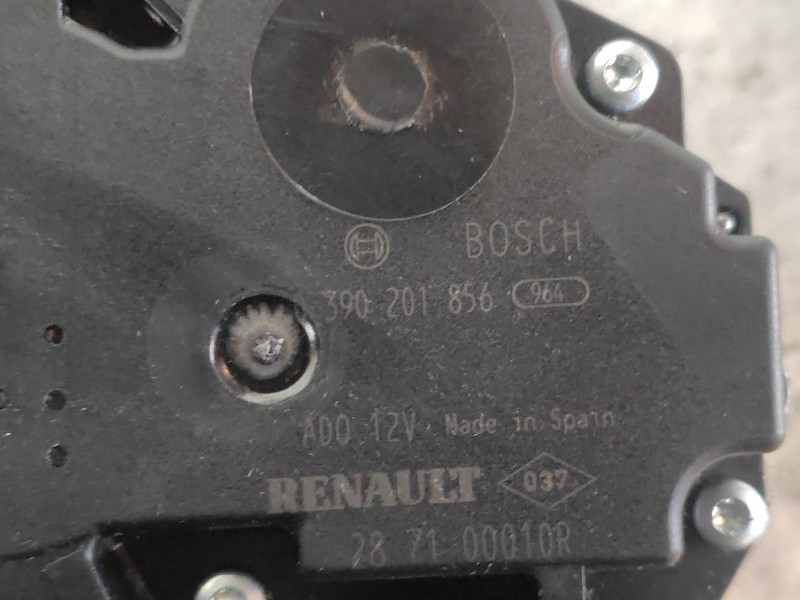 BOSCH
390 201 856 964
ADO 12V Made in Spain
RENAULT 037
28 71 00010R